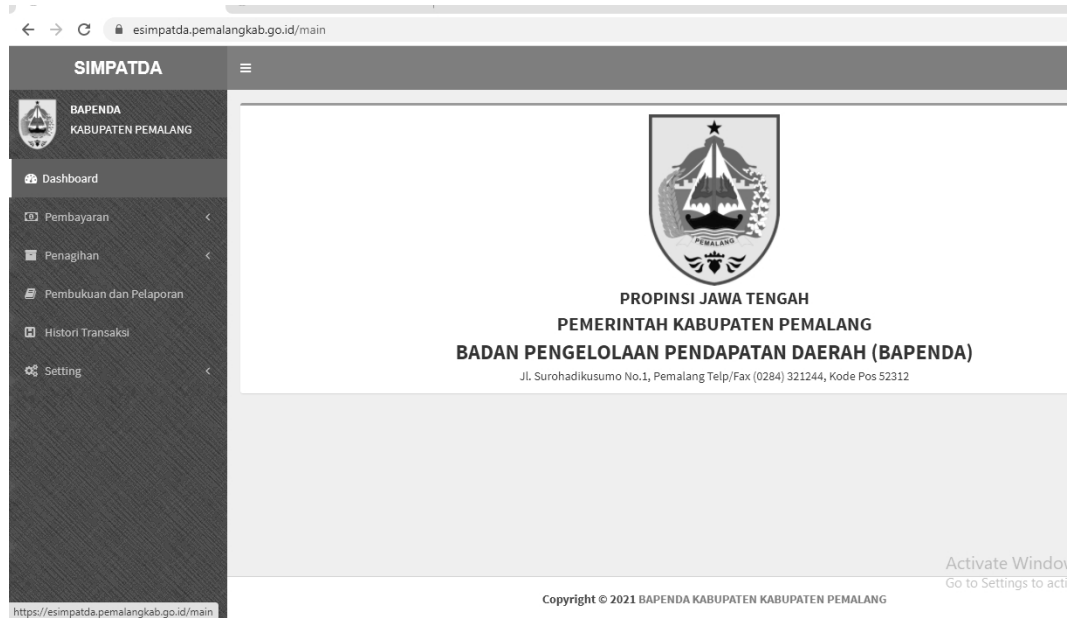 esimpatda.pemalangkab.go.id/main
SIMPATDA
BAPENDA
KABUPATEN PEMALANG
Dashboard
Pembayaran
Penagihan
Pembukuan dan Pelaporan
Histori Transaksi
Setting
PEMALANG
PROPINSI JAWA TENGAH
PEMERINTAH KABUPATEN PEMALANG
BADAN PENGELOLAAN PENDAPATAN DAERAH (BAPENDA)
Jl. Surohadikusumo No.1, Pemalang Telp/Fax (0284) 321244, Kode Pos 52312
Activate Window
Go to Settings to acti
Copyright © 2021 BAPENDA KABUPATEN KABUPATEN PEMALANG
https://esimpatda.pemalangkab.go.id/main